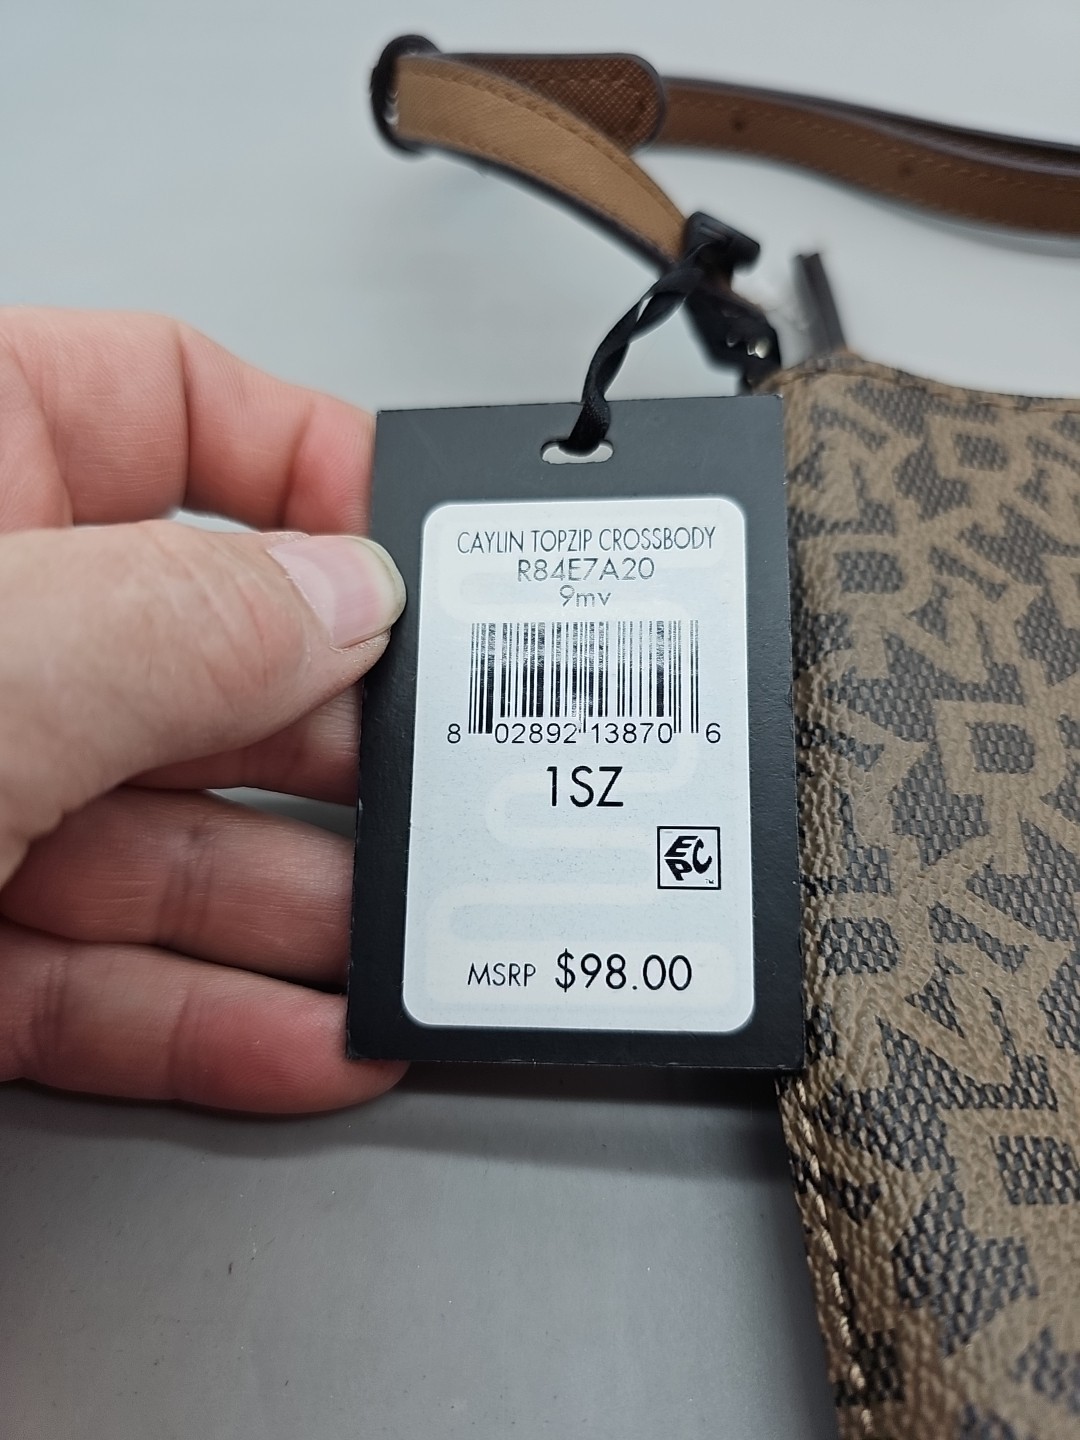 CAYLIN TOPZIP CROSSBODY
R84E7A20
9mv
8 02892 13870 6
1SZ
EPC
MSRP $98.00